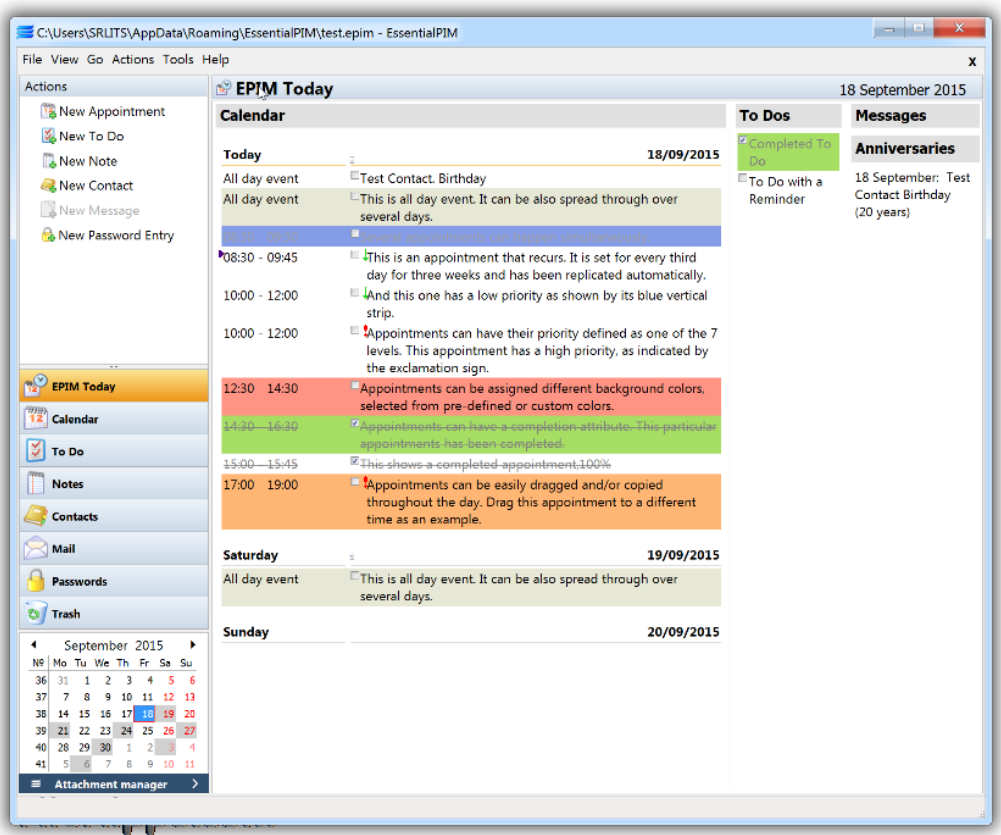 C:\Users\SRLITS\AppData\Roaming\EssentialPIM\test.epim - EssentialPIM
File View Go Actions Tools Help
x
Actions
New Appointment
New To Do
New Note
New Contact
New Message
New Password Entry
EPIM Today
Calendar
To Do
Notes
Contacts
Mail
Passwords
Trash
September 2015
Nº Mo Tu We Th Fr Sa Su
36 31 1 2 3 4 5 6
37 7 8 9 10 11 12 13
38 14 15 16 17 18 19 20
39 21 22 23 24 25 26 27
40 28 29 30 1 2 3 4
41 5 6 7 8 9 10 11
Attachment manager
EPIM Today
18 September 2015
Calendar
Today 18/09/2015
All day event Test Contact. Birthday
All day event This is all day event. It can be also spread through over
several days.
08:30 - 09:45 This is an appointment that recurs. It is set for every third
day for three weeks and has been replicated automatically.
10:00 - 12:00 And this one has a low priority as shown by its blue vertical
strip.
10:00 - 12:00 Appointments can have their priority defined as one of the 7
levels. This appointment has a high priority, as indicated by
the exclamation sign.
12:30 14:30 Appointments can be assigned different background colors,
selected from pre-defined or custom colors.
14:30 - 16:30 Appointments can have a completion attribute. This particular
appointments has been completed.
15:00 - 15:45 This shows a completed appointment,100%
17:00 19:00 Appointments can be easily dragged and/or copied
throughout the day. Drag this appointment to a different
time as an example.
Saturday 19/09/2015
All day event This is all day event. It can be also spread through over
several days.
Sunday 20/09/2015
To Dos
Completed To
Do
To Do with a
Reminder
Messages
Anniversaries
18 September: Test
Contact Birthday
(20 years)